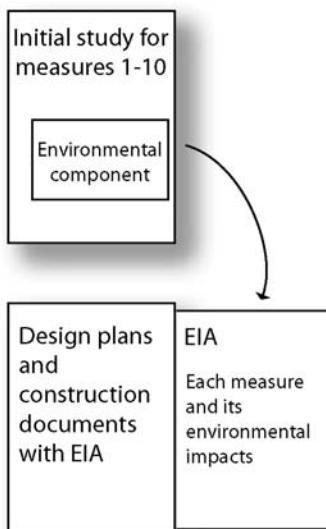 Initial study for
measures 1-10
Environmental
component
Design plans
and
construction
documents
with EIA
EIA
Each measure
and its
environmental
impacts